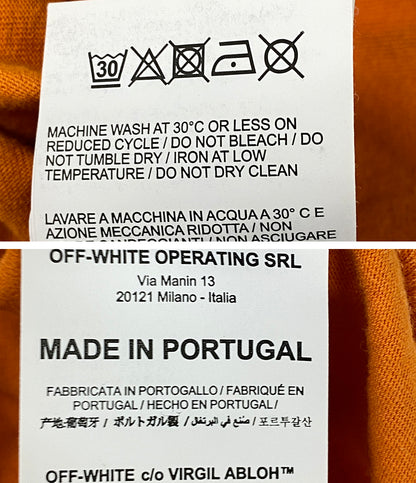 30
MACHINE WASH AT 30°C OR LESS ON
REDUCED CYCLE / DO NOT BLEACH / DO
NOT TUMBLE DRY / IRON AT LOW
TEMPERATURE / DO NOT DRY CLEAN
LAVARE A MACCHINA IN ACQUA A 30° C E
AZIONE MECCANICA RIDOTTA / NON
CANDEGGIANTI / NON ASCIUGARE
OFF-WHITE OPERATING SRL
Via Manin 13
20121 Milano - Italia
MADE IN PORTUGAL
FABBRICATA IN PORTOGALLO / FABRIQUÉ EN
PORTUGAL / HECHO EN PORTUGAL /
产地:葡萄牙 / ポルトガル製 / صنع في البرتغال / 포르투갈산
OFF-WHITE c/o VIRGIL ABLOH™